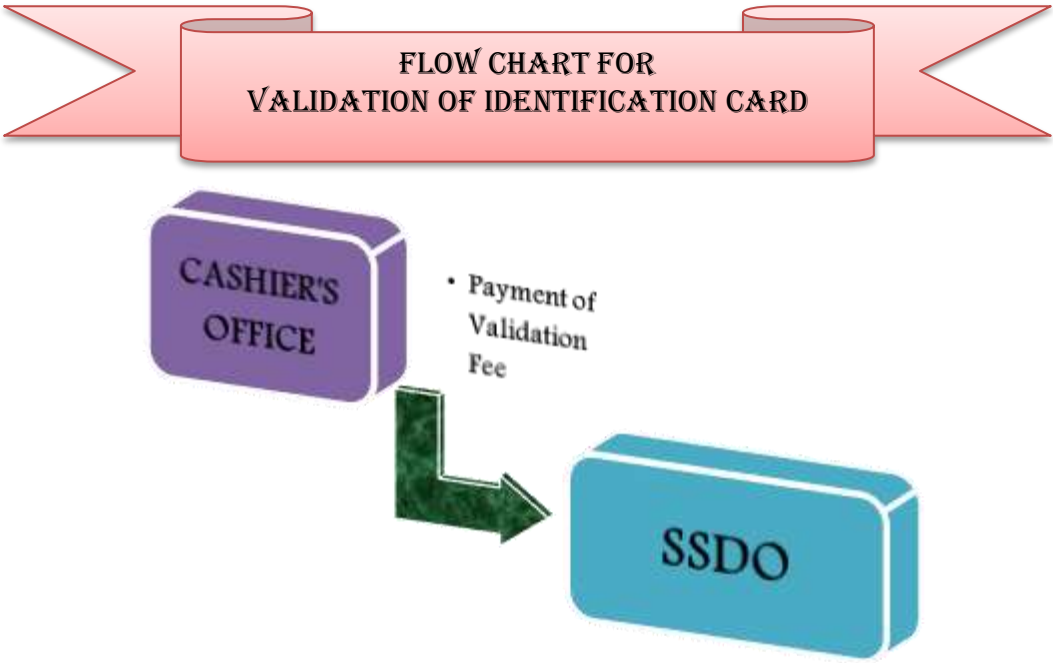 FLOW CHART FOR
VALIDATION OF IDENTIFICATION CARD
CASHIER'S
OFFICE
• Payment of
Validation
Fee
SSDO